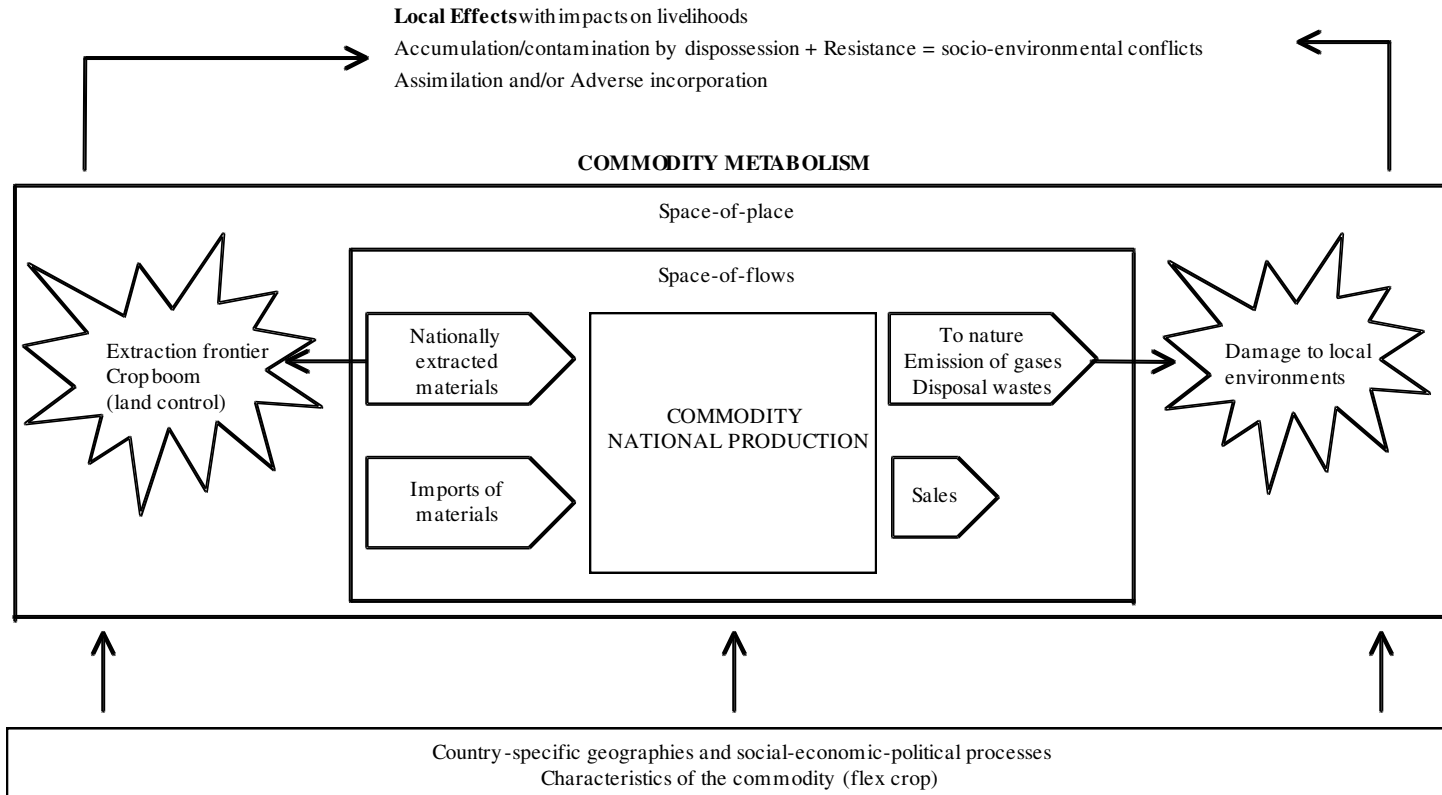 Local Effects with impacts on livelihoods
Accumulation/contamination by dispossession + Resistance = socio-environmental conflicts
Assimilation and/or Adverse incorporation
COMMODITY METABOLISM
Space-of-place
Space-of-flows
Extraction frontier
Crop boom
(land control)
Nationally
extracted
materials
Imports of
materials
COMMODITY
NATIONAL PRODUCTION
To nature
Emission of gases
Disposal wastes
Sales
Damage to local
environments
Country-specific geographies and social-economic-political processes
Characteristics of the commodity (flex crop)